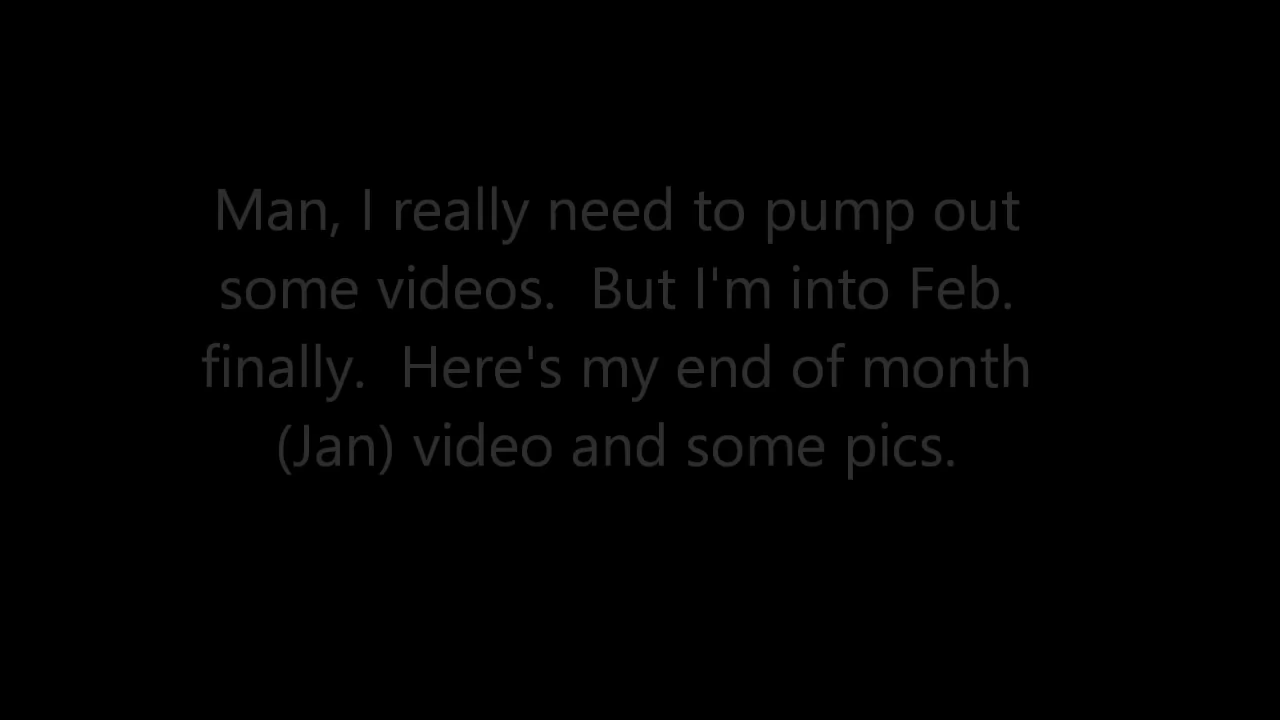 Man, I really need to pump out
some videos.  But I'm into Feb.
finally.  Here's my end of month
(Jan) video and some pics.